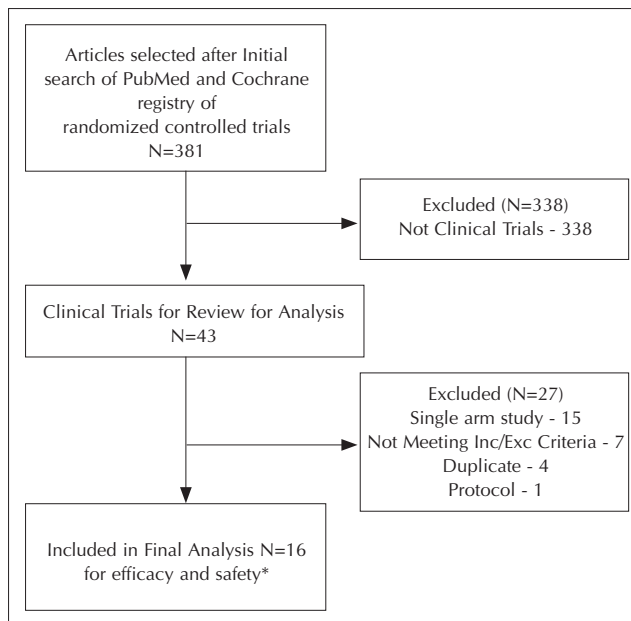 Articles selected after Initial
search of PubMed and Cochrane
registry of
randomized controlled trials
N=381
Excluded (N=338)
Not Clinical Trials - 338
Clinical Trials for Review for Analysis
N=43
Excluded (N=27)
Single arm study - 15
Not Meeting Inc/Exc Criteria - 7
Duplicate - 4
Protocol - 1
Included in Final Analysis N=16
for efficacy and safety*